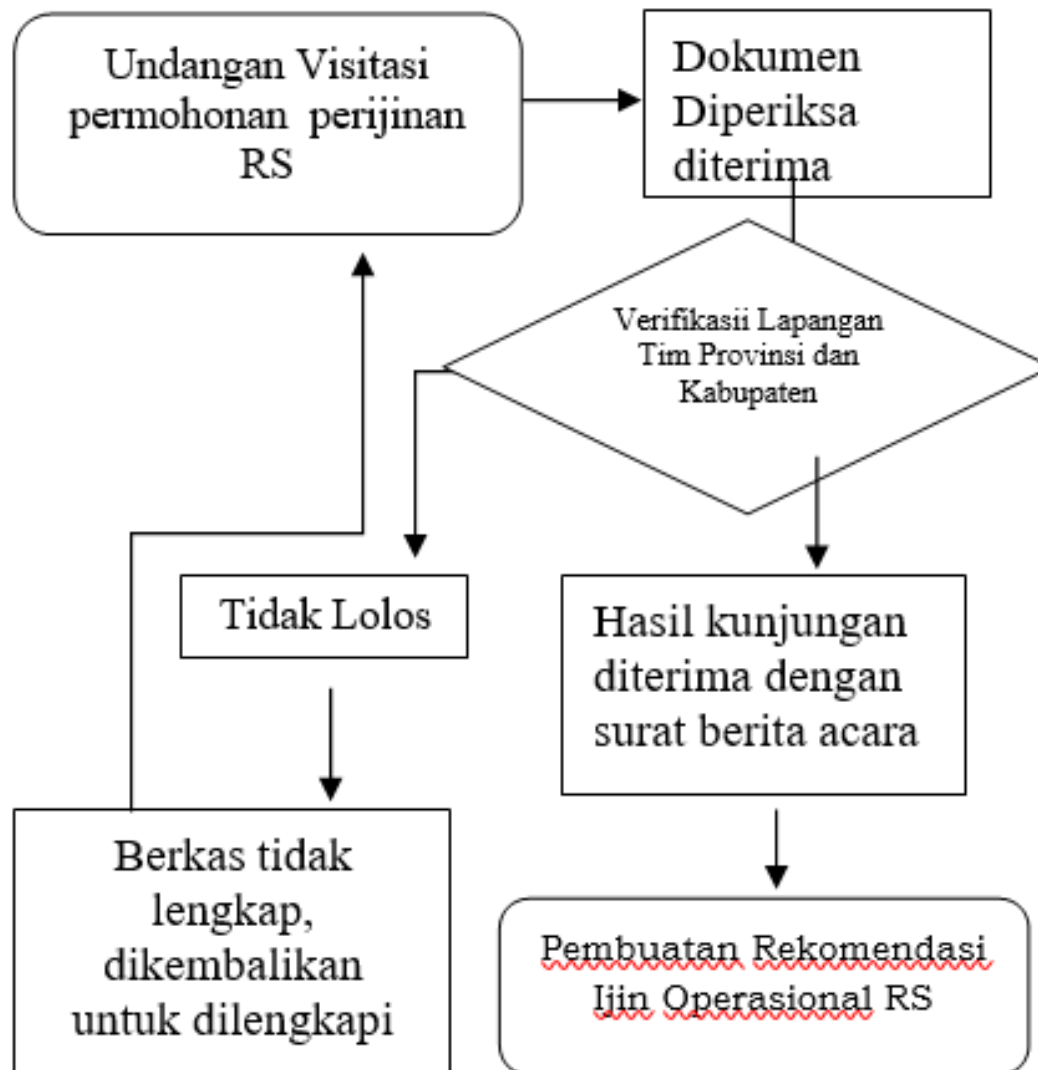 Undangan Visitasi
permohonan perijinan
RS
Dokumen
Diperiksa
diterima
Verifikasii Lapangan
Tim Provinsi dan
Kabupaten
Tidak Lolos
Hasil kunjungan
diterima dengan
surat berita acara
Berkas tidak
lengkap,
dikembalikan
untuk dilengkapi
Pembuatan Rekomendasi
Ijin Operasional RS